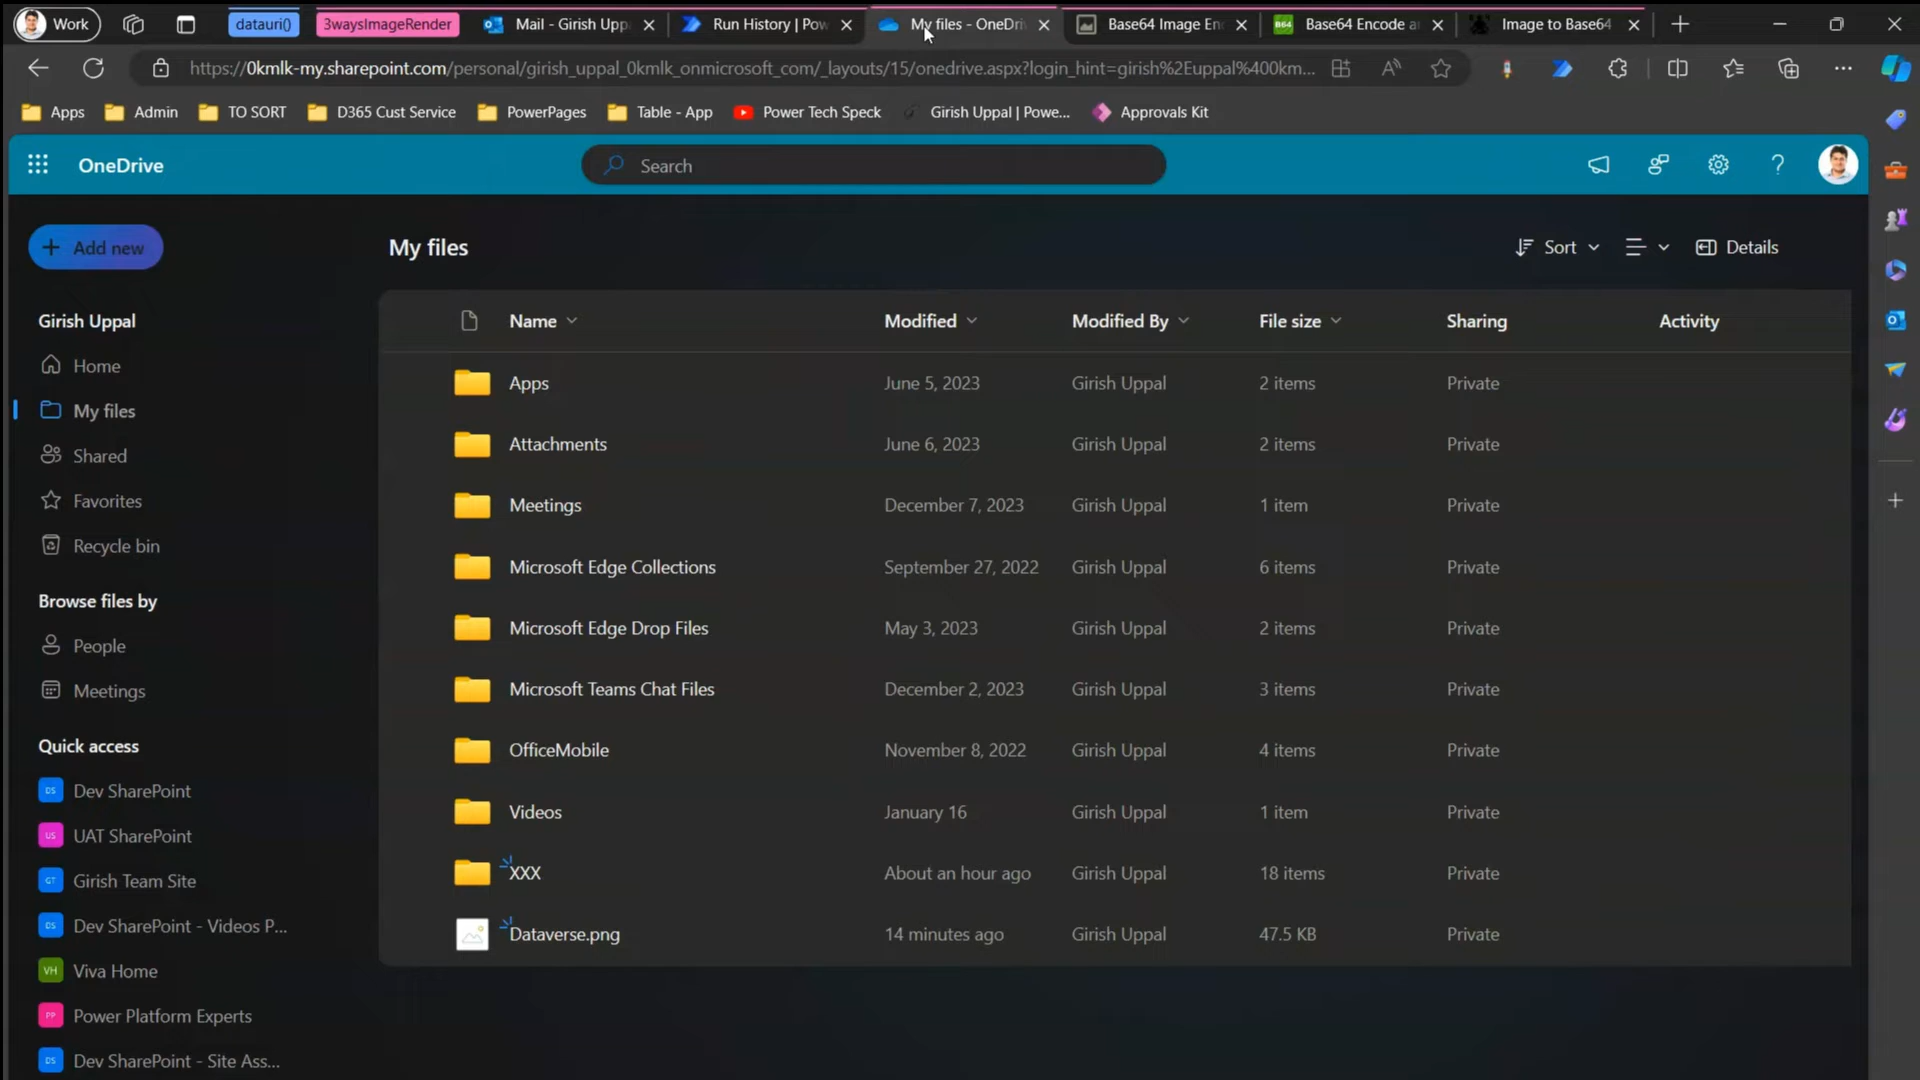 Work
dataurl()
3waysImageRender
Mail - Girish Upp
Run History | Pow
My files - OneDri
Base64 Image En
B64
Base64 Encode a
Image to Base64
https://0kmlk-my.sharepoint.com/personal/girish_uppal_0kmlk_onmicrosoft_com/_layouts/15/onedrive.aspx?login_hint=girish%2Euppal%400km...
Apps
Admin
TO SORT
D365 Cust Service
PowerPages
Table - App
Power Tech Speck
Girish Uppal | Powe...
Approvals Kit
OneDrive
Search
Add new
My files
Sort
Details
Girish Uppal
Home
My files
Shared
Favorites
Recycle bin
Browse files by
People
Meetings
Quick access
DS Dev SharePoint
US UAT SharePoint
GT Girish Team Site
DS Dev SharePoint - Videos P...
VH Viva Home
PP Power Platform Experts
DS Dev SharePoint - Site Ass...
Name Modified Modified By File size Sharing Activity
Apps June 5, 2023 Girish Uppal 2 items Private
Attachments June 6, 2023 Girish Uppal 2 items Private
Meetings December 7, 2023 Girish Uppal 1 item Private
Microsoft Edge Collections September 27, 2022 Girish Uppal 6 items Private
Microsoft Edge Drop Files May 3, 2023 Girish Uppal 2 items Private
Microsoft Teams Chat Files December 2, 2023 Girish Uppal 3 items Private
OfficeMobile November 8, 2022 Girish Uppal 4 items Private
Videos January 16 Girish Uppal 1 item Private
XXX About an hour ago Girish Uppal 18 items Private
Dataverse.png 14 minutes ago Girish Uppal 47.5 KB Private